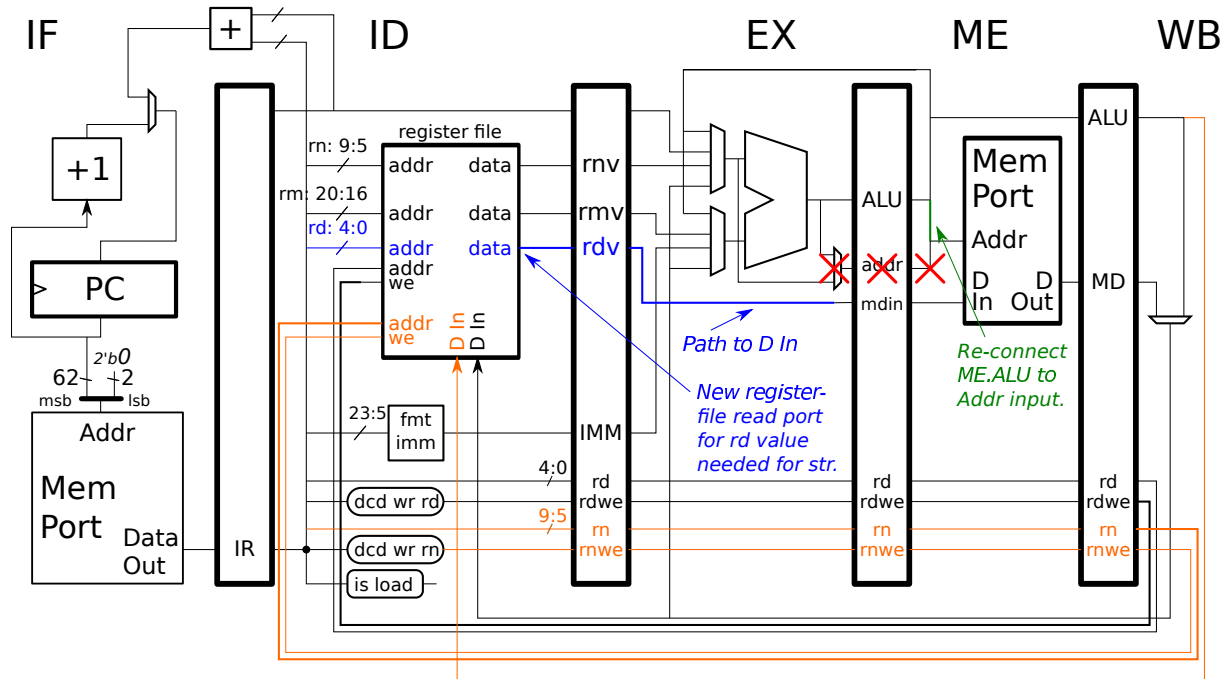 IF
+
ID
EX
ME
WB
+1
PC
2'b0
62
2
msb
lsb
Addr
Mem
Port
Data
Out
IR
register file
rn: 9:5
addr
data
rm: 20:16
addr
data
rd: 4:0
addr
data
addr
we
addr
we
D In
D In
23:5
fmt
imm
4:0
dcd wr rd
9:5
dcd wr rn
is load
rnv
rmv
rdv
IMM
rd
rdwe
rn
rnwe
Path to D In
New register-
file read port
for rd value
needed for str.
ALU
addr
mdin
rd
rdwe
rn
rnwe
Mem
Port
Addr
D
In
D
Out
Re-connect
ME.ALU to
Addr input.
ALU
MD
rd
rdwe
rn
rnwe